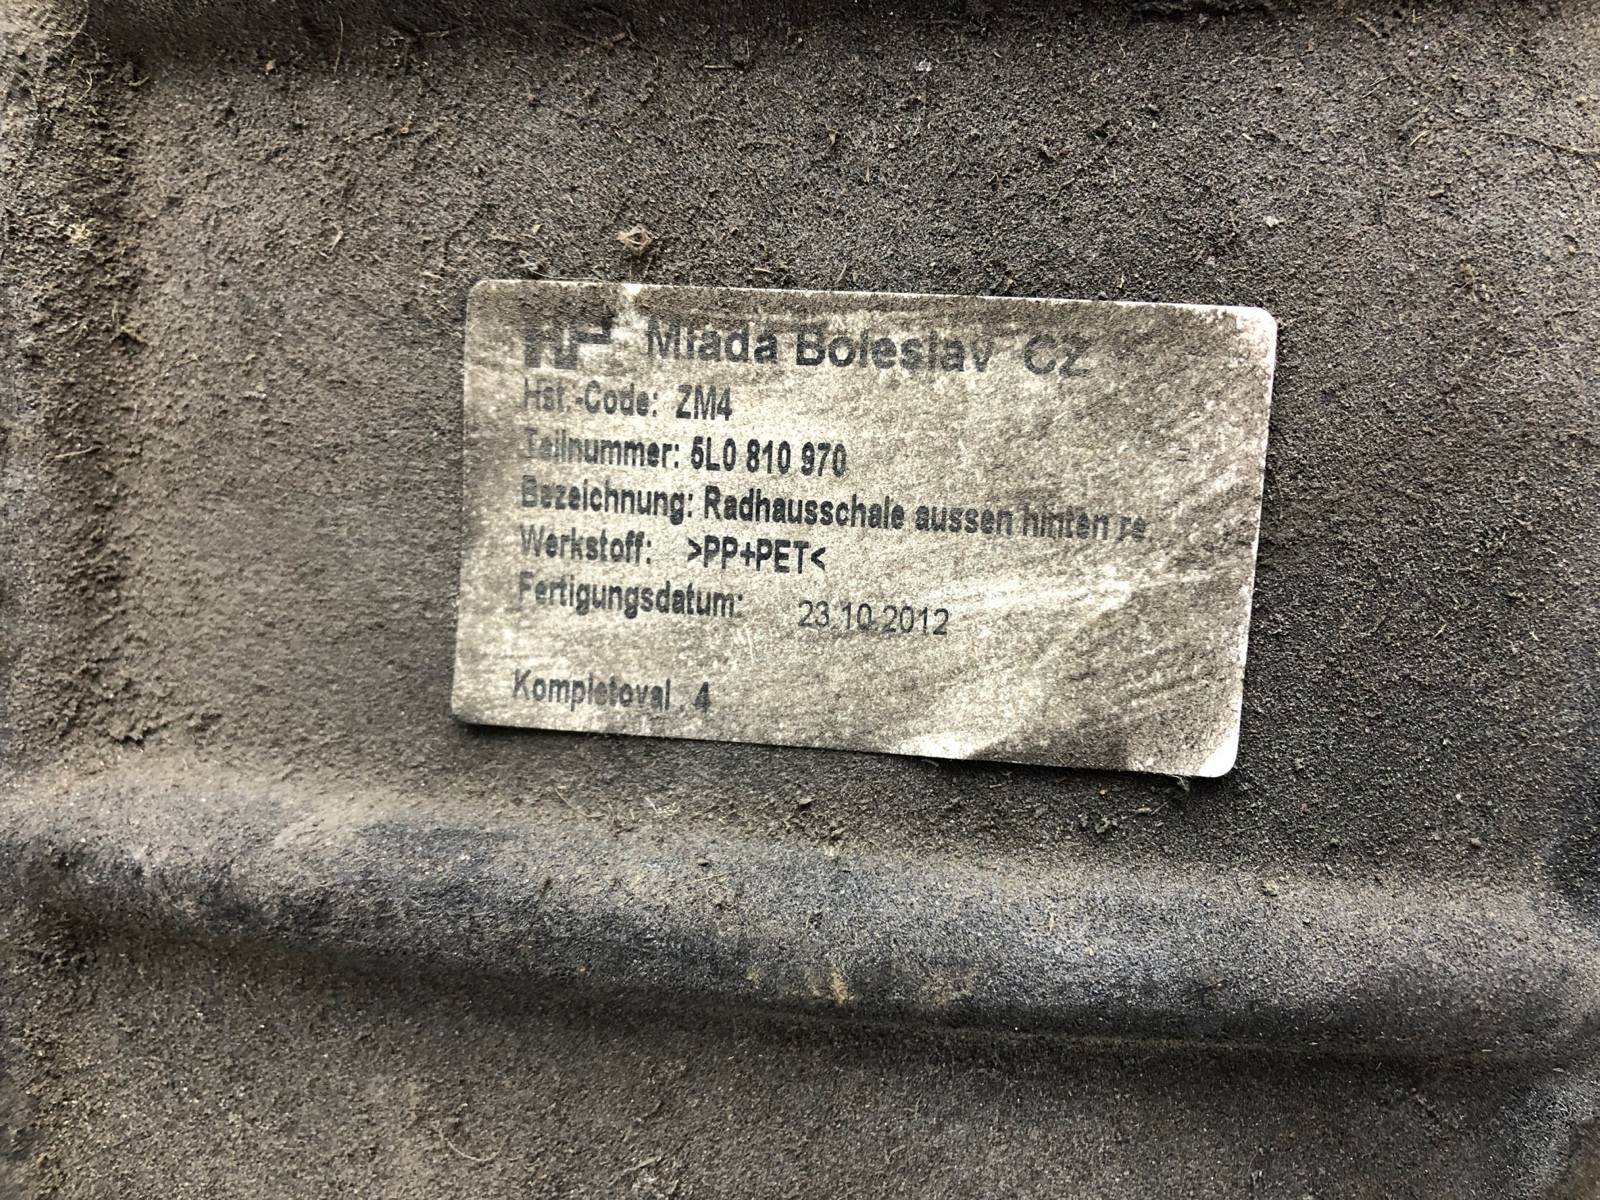 Mlada Boleslav CZ
Hst.-Code: ZM4
Teilnummer: 5L0 810 970
Bezeichnung: Radhausschale aussen hinten re.
Werkstoff: >PP+PET<
Fertigungsdatum: 23.10.2012
Kompletoval . 4